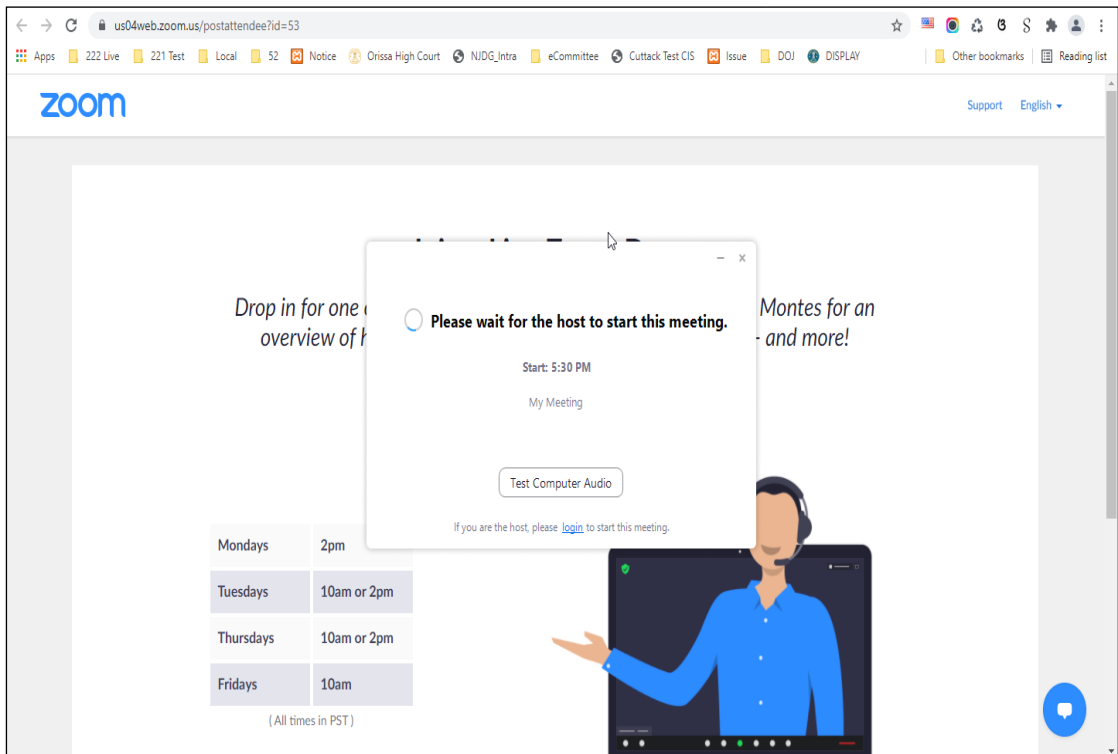 us04web.zoom.us/postattendee?id=53
Apps 222 Live 221 Test Local 52 Notice Orissa High Court NJDG_Intra eCommittee Cuttack Test CIS Issue DOJ DISPLAY Other bookmarks Reading list
zoom Support English
Drop in for one Montes for an
overview of and more!
Please wait for the host to start this meeting.
Start: 5:30 PM
My Meeting
Test Computer Audio
If you are the host, please login to start this meeting.
Mondays 2pm
Tuesdays 10am or 2pm
Thursdays 10am or 2pm
Fridays 10am
( All times in PST )